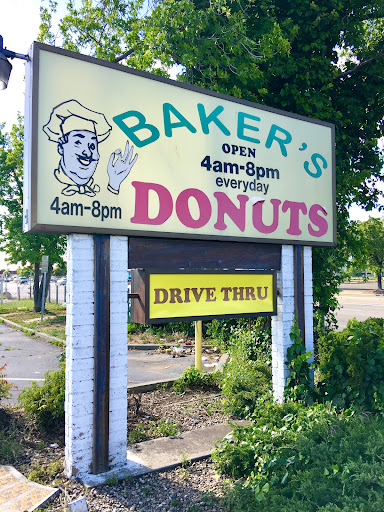 BAKER'S
OPEN
4am-8pm
everyday
4am-8pm
DONUTS
DRIVE THRU